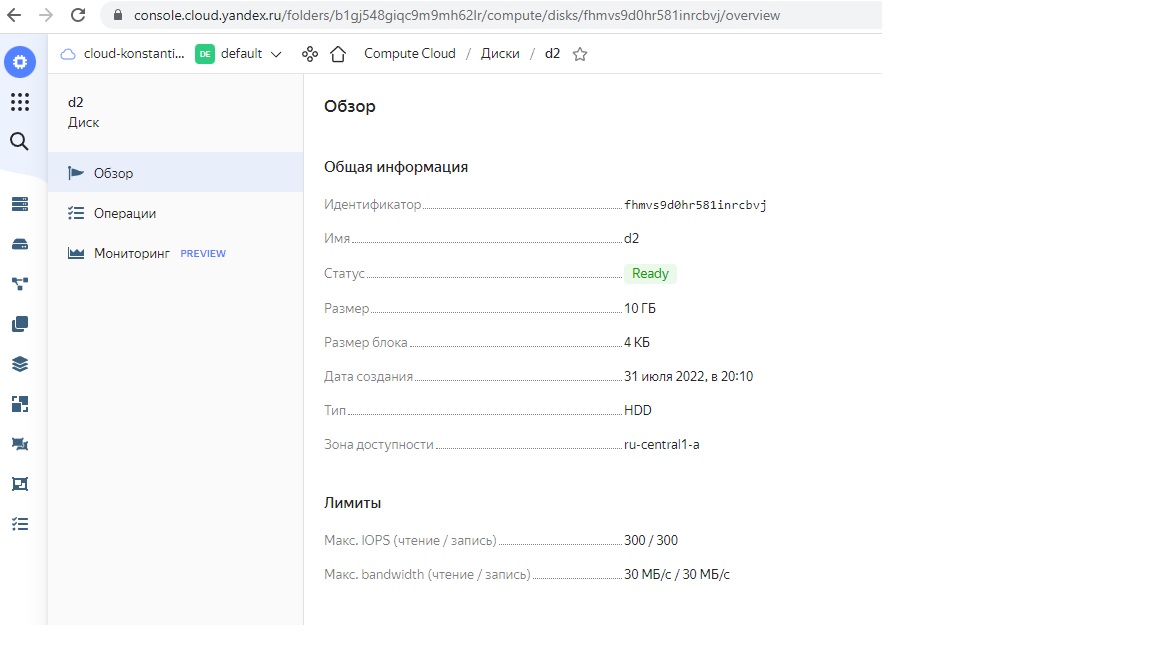 console.cloud.yandex.ru/folders/b1gj548giqc9m9mh62lr/compute/disks/fhmvs9d0hr581inrcbvj/overview
cloud-konstanti... DE default Compute Cloud / Диски / d2
d2
Диск
Обзор
Операции
Мониторинг PREVIEW
Обзор
Общая информация
Идентификатор fhmvs9d0hr581inrcbvj
Имя d2
Статус Ready
Размер 10 ГБ
Размер блока 4 КБ
Дата создания 31 июля 2022, в 20:10
Тип HDD
Зона доступности ru-central1-a
Лимиты
Макс. IOPS (чтение / запись) 300 / 300
Макс. bandwidth (чтение / запись) 30 МБ/с / 30 МБ/с